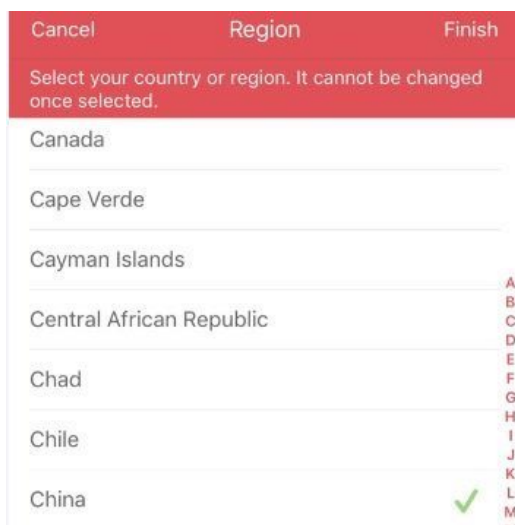 Cancel Region Finish
Select your country or region. It cannot be changed
once selected.
Canada
Cape Verde
Cayman Islands
Central African Republic
Chad
Chile
China
A
B
C
D
E
F
G
H
I
J
K
L
M